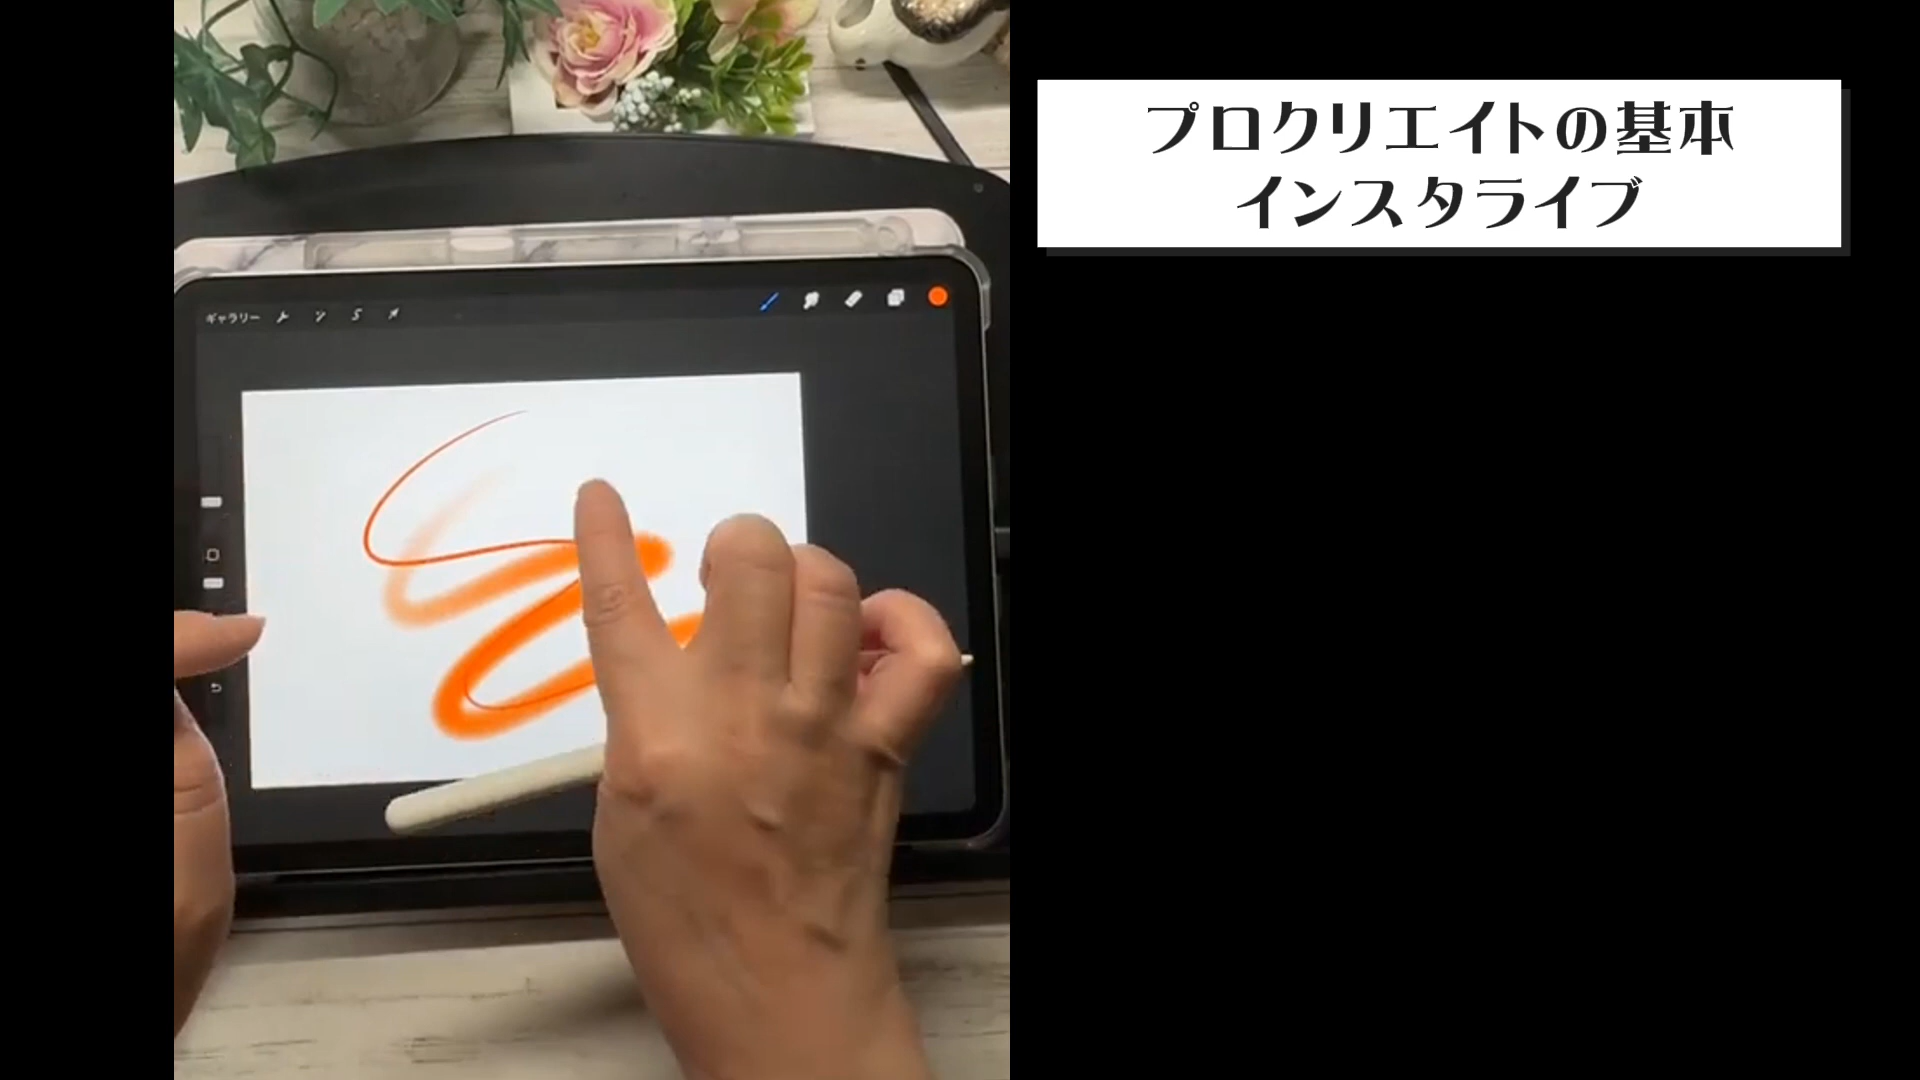 プロクリエイトの基本
インスタライブ
ギャラリー